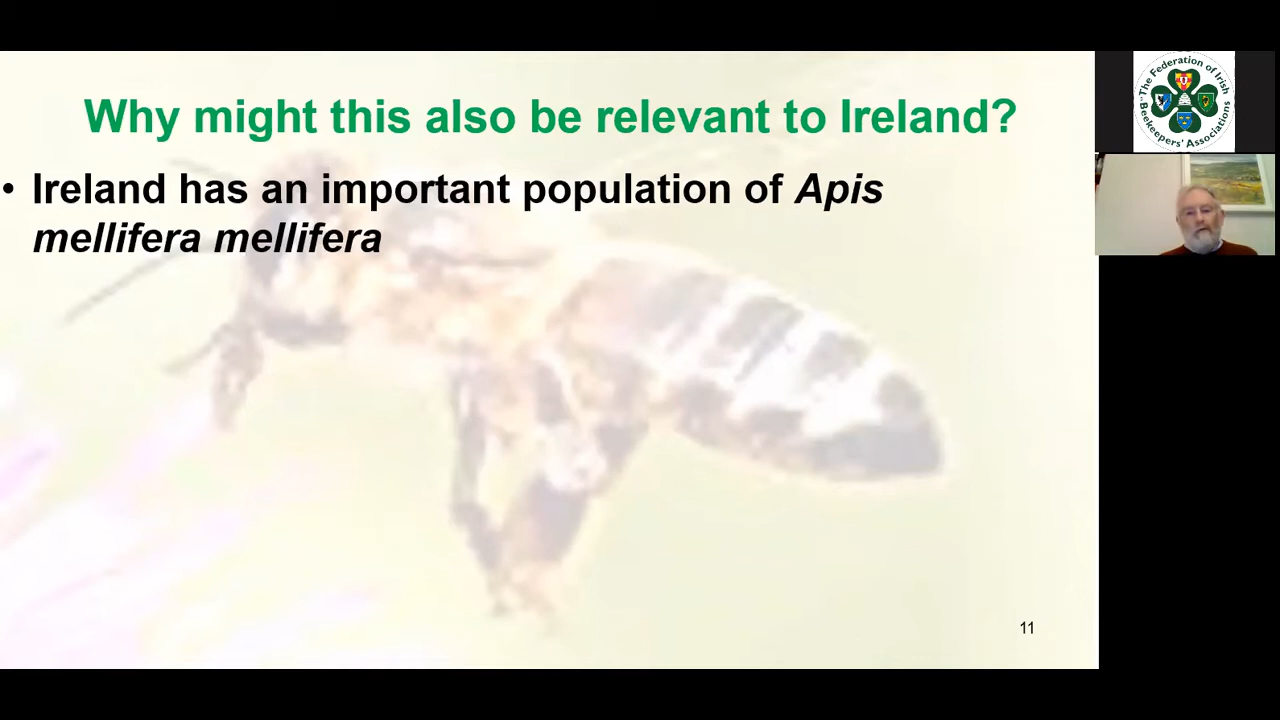 Why might this also be relevant to Ireland?
• Ireland has an important population of Apis
mellifera mellifera
11
"The Federation of Irish
Beekeepers' Associations"